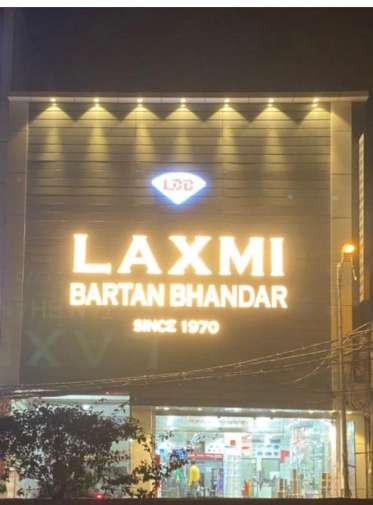 LBB
LAXMI
BARTAN BHANDAR
SINCE 1970